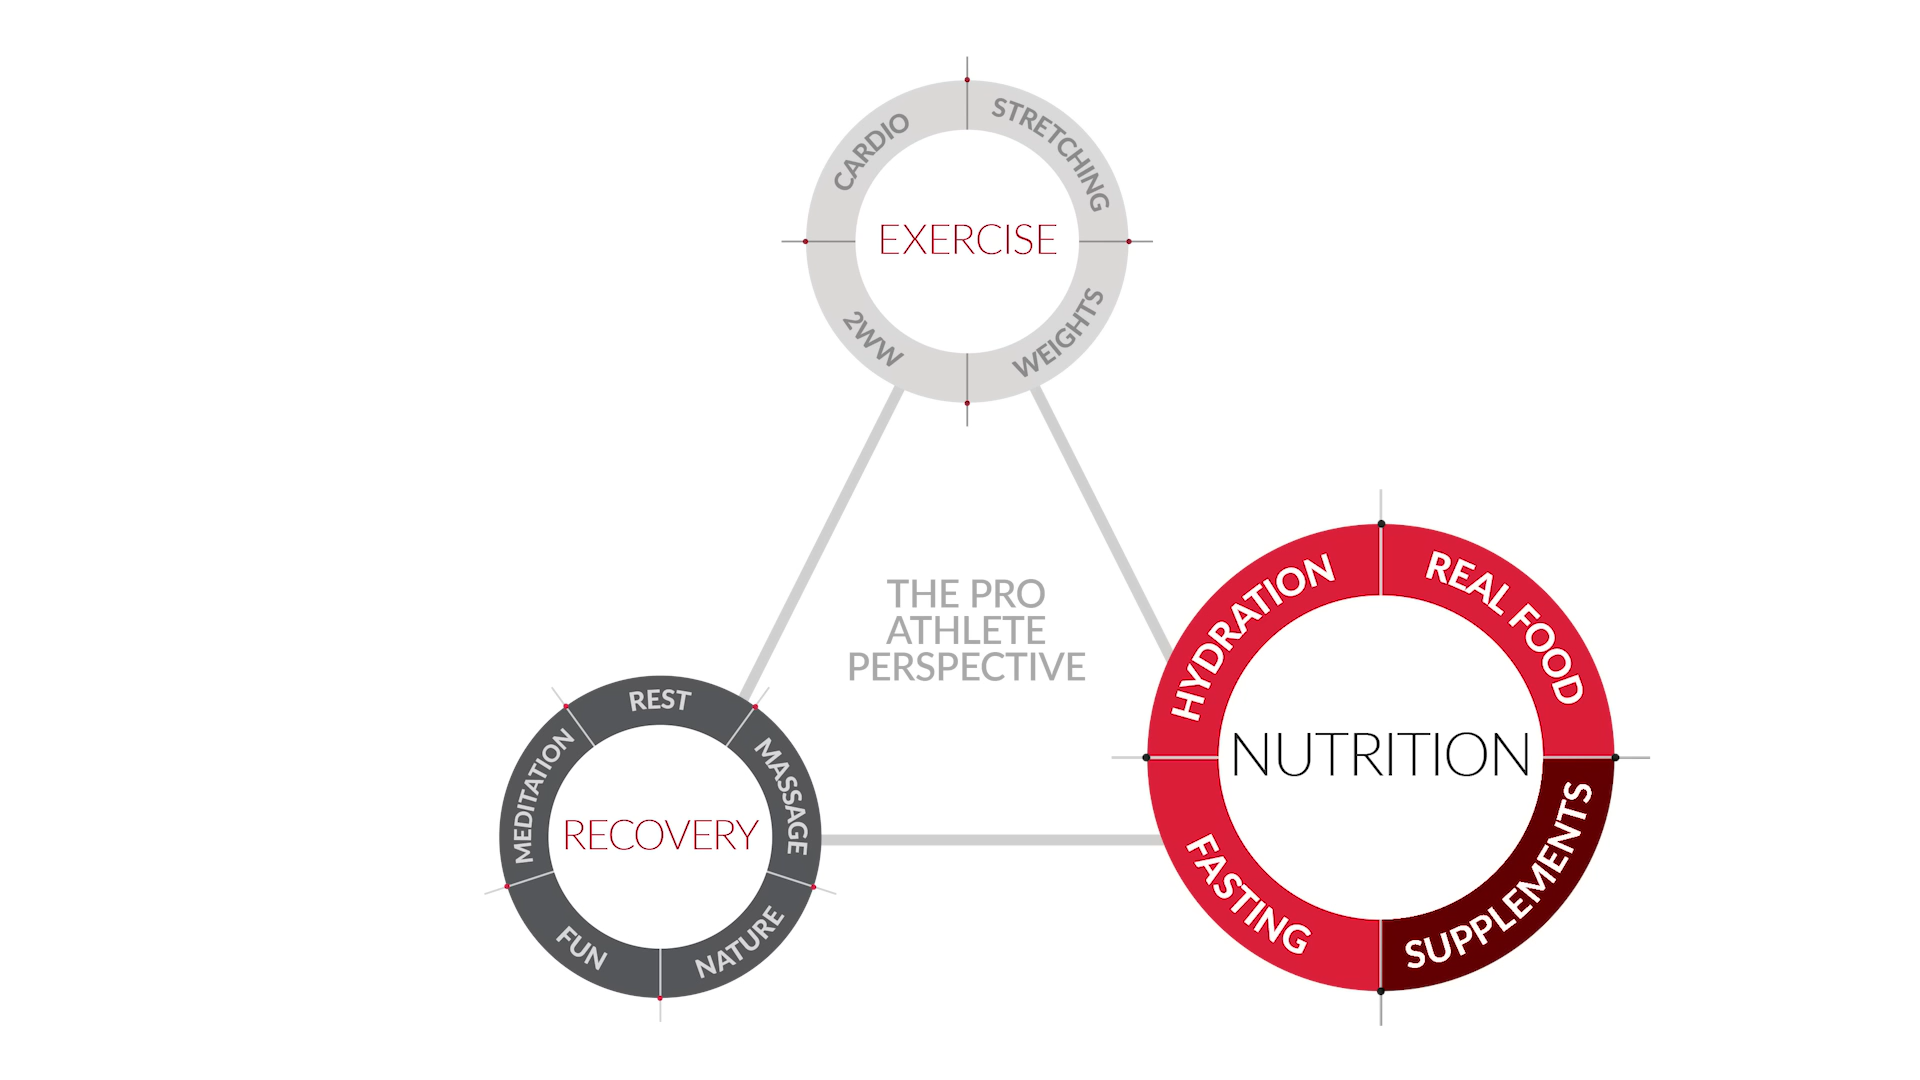 CARDIO
STRETCHING
EXERCISE
2WW
WEIGHTS
THE PRO
ATHLETE
PERSPECTIVE
HYDRATION
REAL FOOD
NUTRITION
FASTING
SUPPLEMENTS
REST
MEDITATION
MASSAGE
RECOVERY
FUN
NATURE